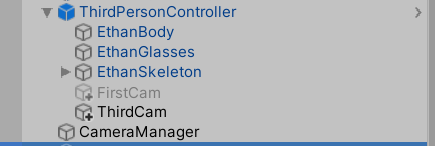 ThirdPersonController
EthanBody
EthanGlasses
EthanSkeleton
FirstCam
ThirdCam
CameraManager